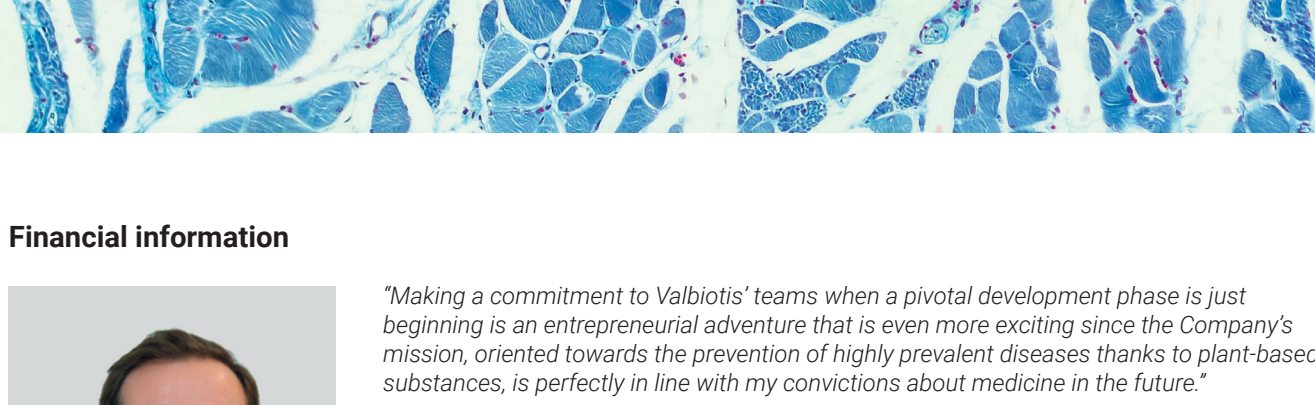 Financial information
“Making a commitment to Valbiotis’ teams when a pivotal development phase is just
beginning is an entrepreneurial adventure that is even more exciting since the Company’s
mission, oriented towards the prevention of highly prevalent diseases thanks to plant-based
substances, is perfectly in line with my convictions about medicine in the future.”